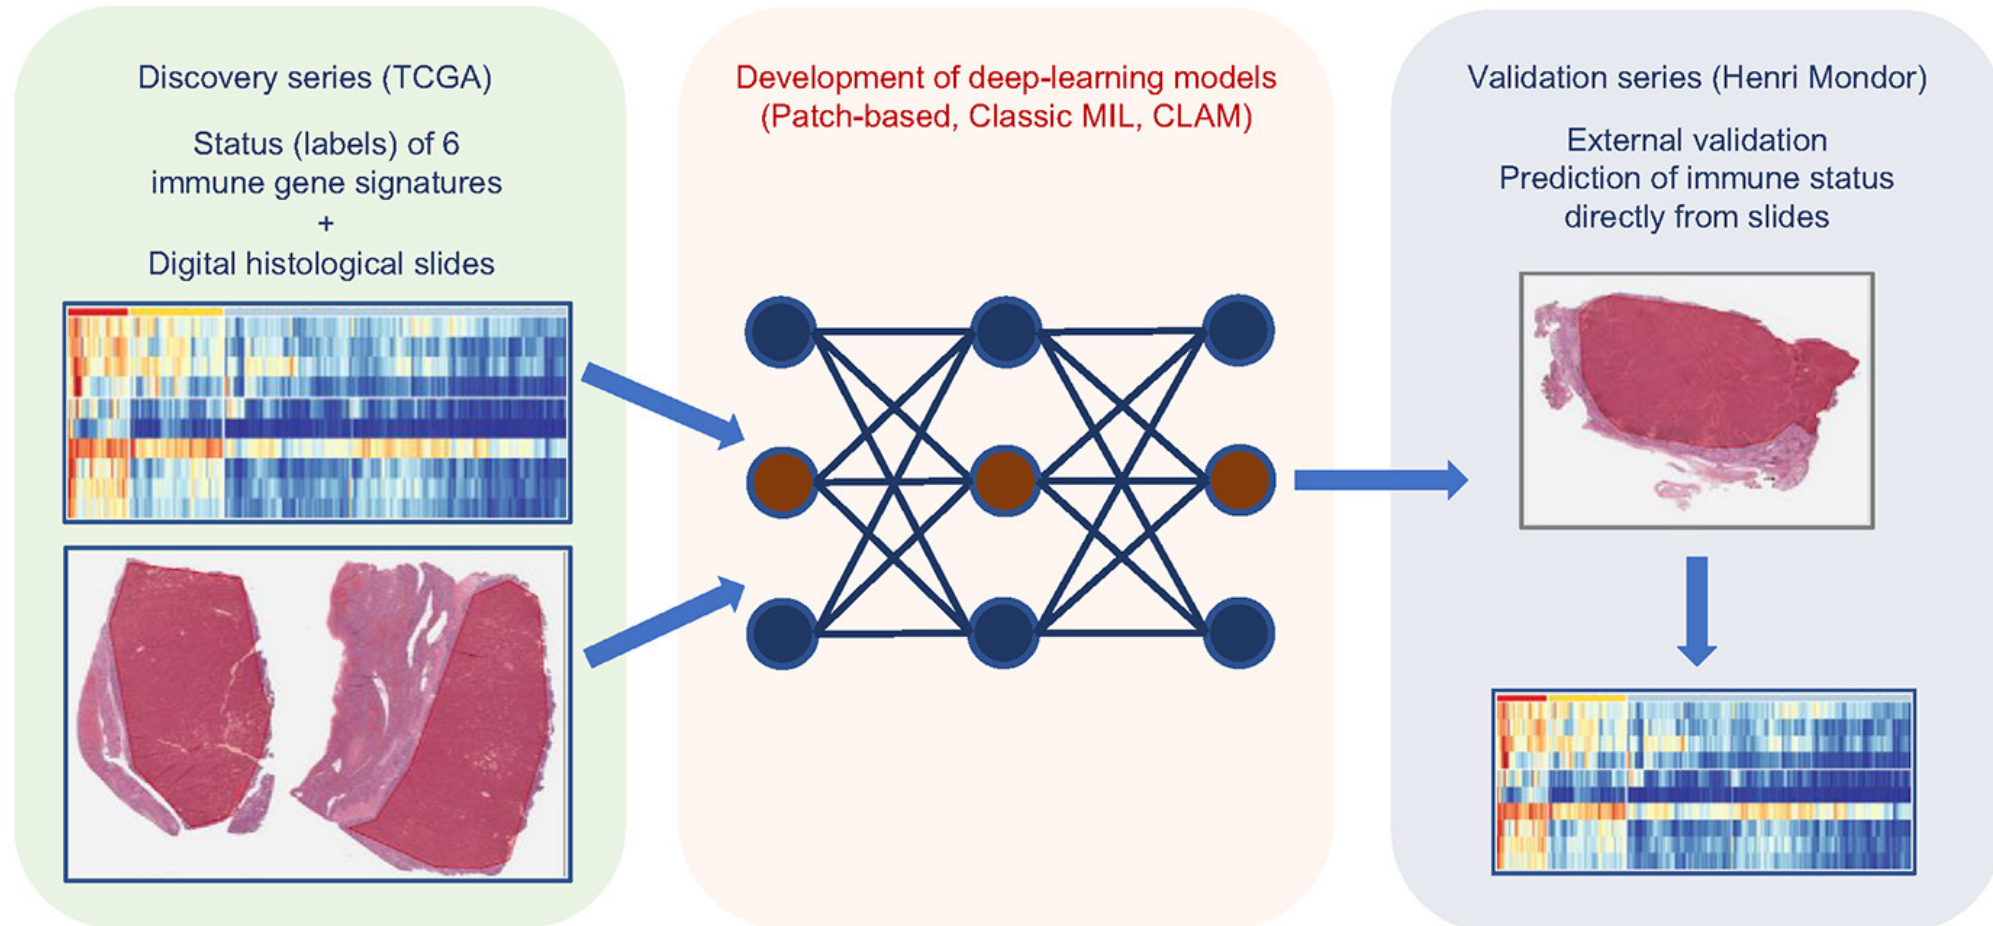 Discovery series (TCGA)
Status (labels) of 6
immune gene signatures
+
Digital histological slides
Development of deep-learning models
(Patch-based, Classic MIL, CLAM)
Validation series (Henri Mondor)
External validation
Prediction of immune status
directly from slides